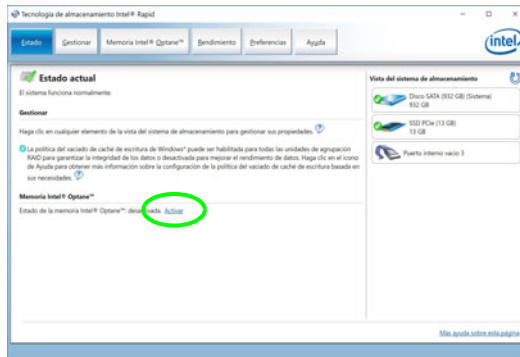 Tecnología de almacenamiento Intel® Rapid
Estado Gestionar Memoria Intel® Optane™ Rendimiento Preferencias Ayuda
intel
Estado actual
El sistema funciona normalmente.
Gestionar
Haga clic en cualquier elemento de la vista del sistema de almacenamiento para gestionar sus propiedades.
La política del vaciado de caché de escritura de Windows* puede ser habilitada para todas las unidades de agrupación
RAID para garantizar la integridad de los datos o desactivada para mejorar el rendimiento de datos. Haga clic en el icono
de Ayuda para obtener más información sobre la configuración de la política del vaciado de caché de escritura basada en
sus necesidades.
Memoria Intel® Optane™
Estado de la memoria Intel® Optane™: desactivada. Activar
Vista del sistema de almacenamiento
Disco SATA (932 GB) (Sistema)
932 GB
SSD PCIe (13 GB)
13 GB
Puerto interno vacío 3
Más ayuda sobre esta página